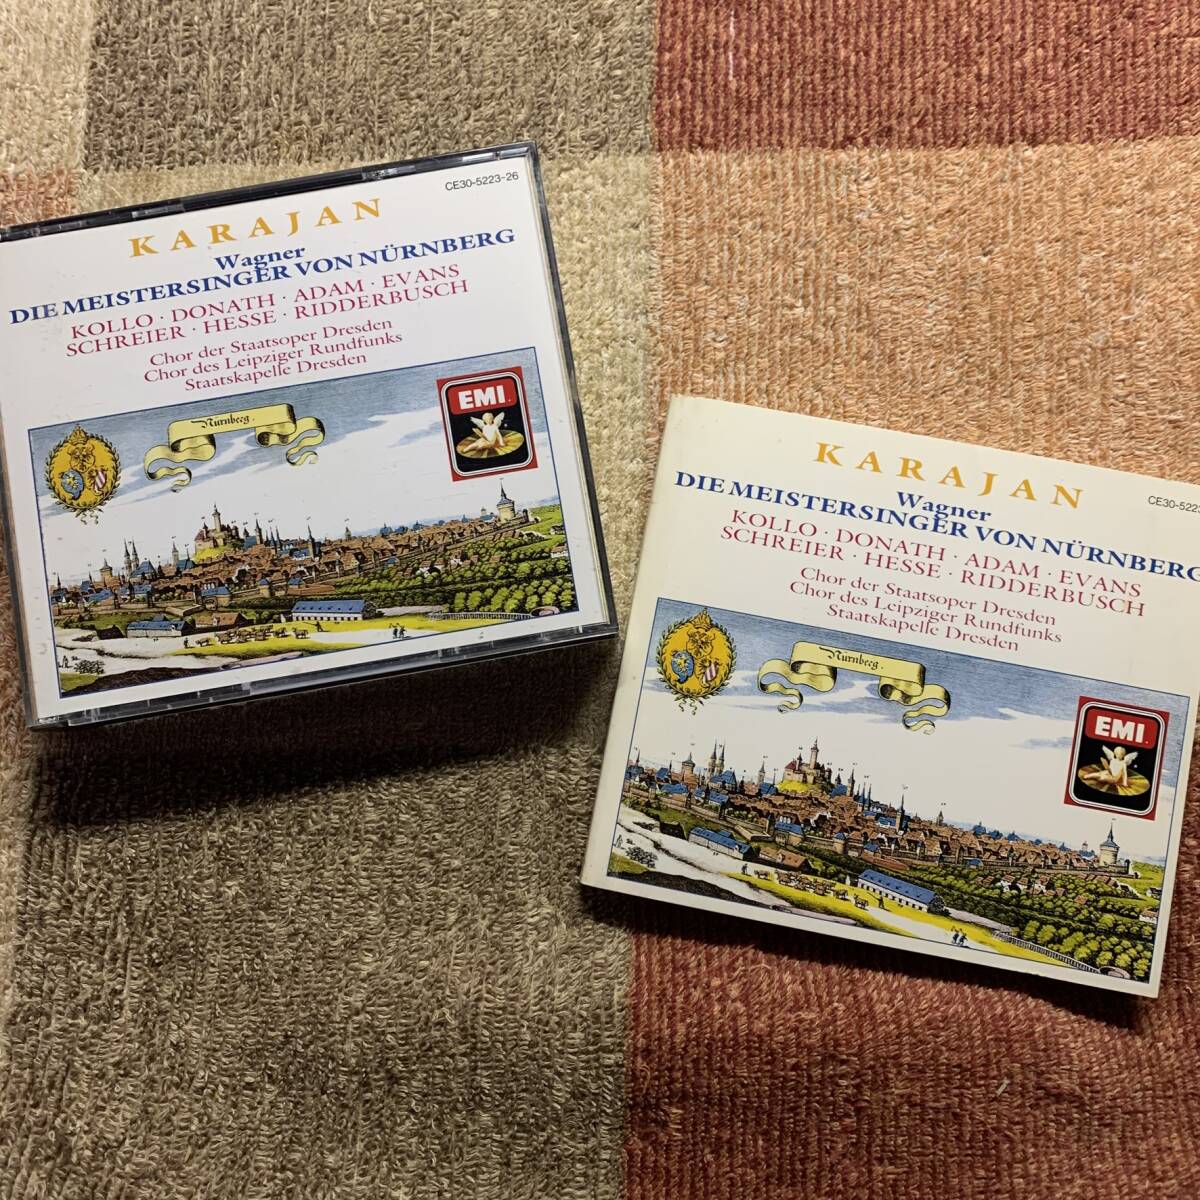 CE30-5223-26
KARAJAN
Wagner
DIE MEISTERSINGER VON NÜRNBERG
KOLLO · DONATH · ADAM · EVANS
SCHREIER · HESSE · RIDDERBUSCH
Chor der Staatsoper Dresden
Chor des Leipziger Rundfunks
Staatskapelle Dresden
Nürnberg.
EMI.
KARAJAN
CE30-5223
Wagner
DIE MEISTERSINGER VON NÜRNBERG
KOLLO · DONATH · ADAM · EVANS
SCHREIER · HESSE · RIDDERBUSCH
Chor der Staatsoper Dresden
Chor des Leipziger Rundfunks
Staatskapelle Dresden
Nürnberg.
EMI.